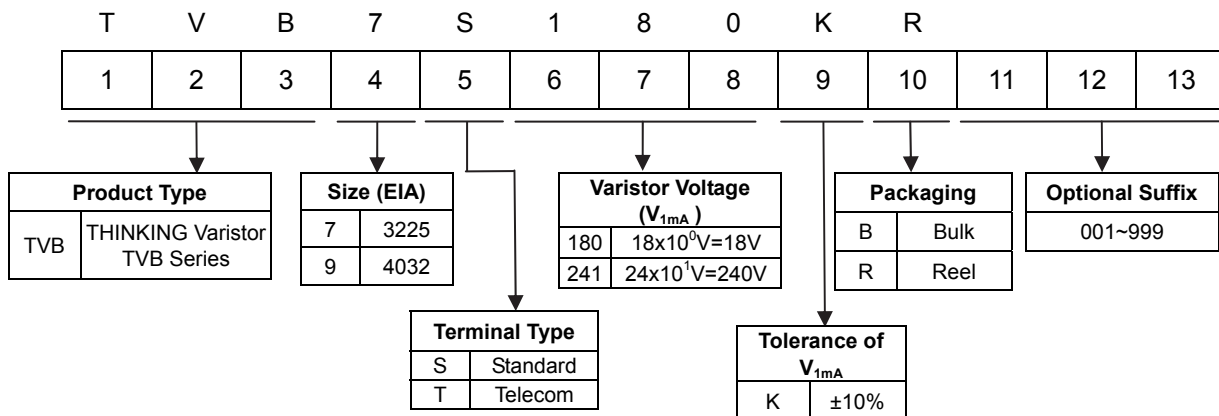 T V B 7 S 1 8 0 K R
1 2 3 4 5 6 7 8 9 10 11 12 13
Product Type
TVB THINKING Varistor
TVB Series
Size (EIA)
7 3225
9 4032
Terminal Type
S Standard
T Telecom
Varistor Voltage
(V1mA )
180 18x10⁰V=18V
241 24x10¹V=240V
Tolerance of
V1mA
K ±10%
Packaging
B Bulk
R Reel
Optional Suffix
001~999